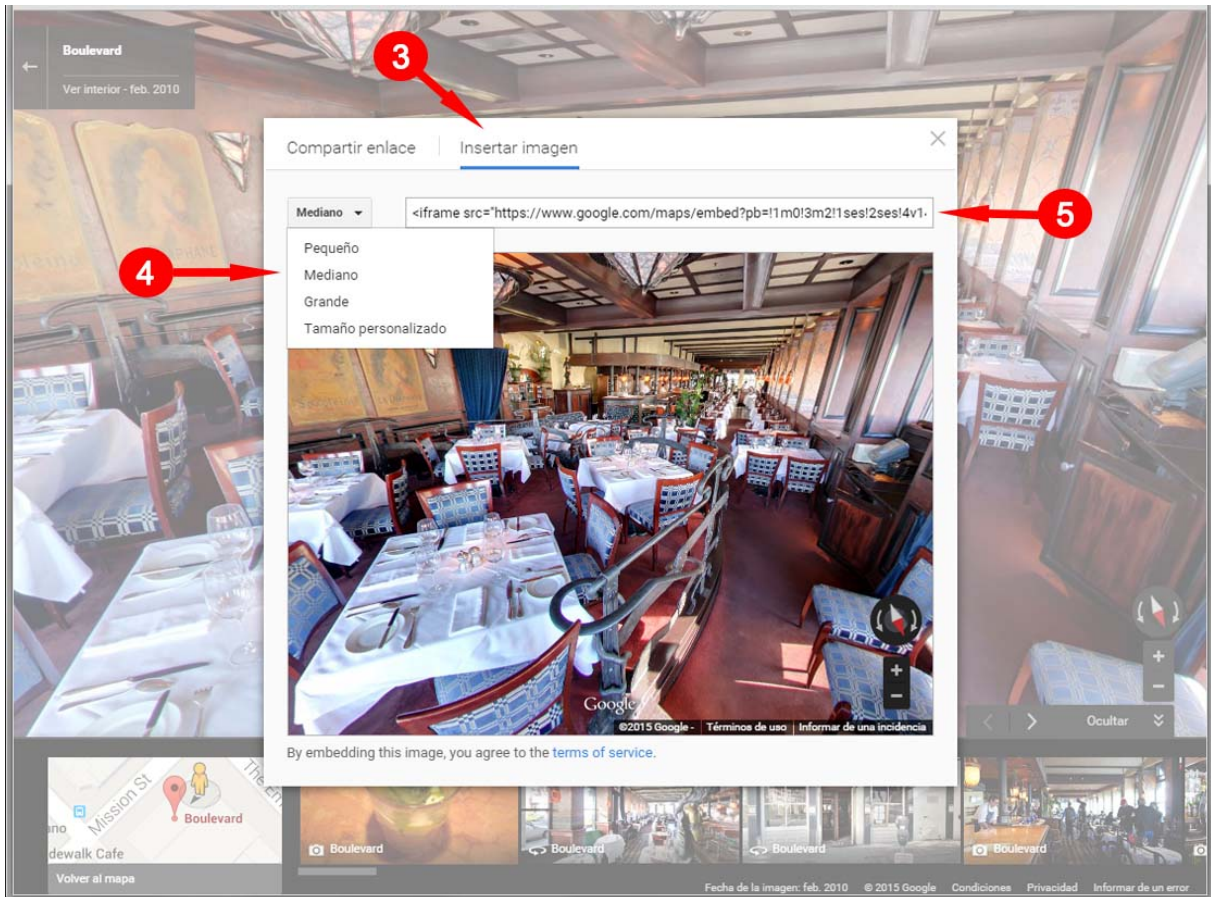 Boulevard
Ver interior - feb. 2010
3
Compartir enlace
Insertar imagen
Mediano
<iframe src="https://www.google.com/maps/embed?pb=!1m0!3m2!1ses!2ses!4v1
5
4
Pequeño
Mediano
Grande
Tamaño personalizado
Google
©2015 Google - Términos de uso Informar de una incidencia
By embedding this image, you agree to the terms of service.
Ocultar
Mission St
Boulevard
dewalk Cafe
Volver al mapa
Boulevard
Boulevard
Boulevard
Boulevard
Fecha de la imagen: feb. 2010 © 2015 Google Condiciones Privacidad Informar de un error